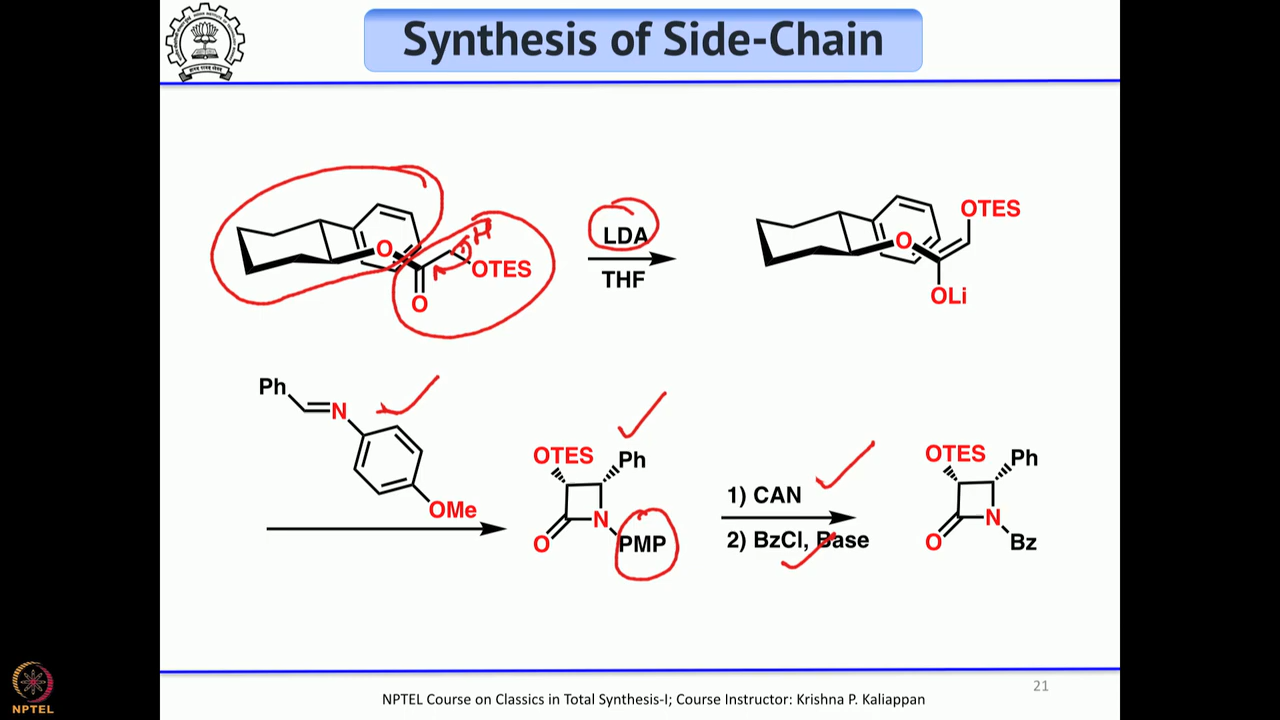 Synthesis of Side-Chain
O
H
OTES
O
LDA
THF
OTES
O
OLi
Ph
N
OMe
OTES
Ph
N
O
PMP
1) CAN
2) BzCl, Base
OTES
Ph
N
O
Bz
21
NPTEL Course on Classics in Total Synthesis-I; Course Instructor: Krishna P. Kaliappan
NPTEL